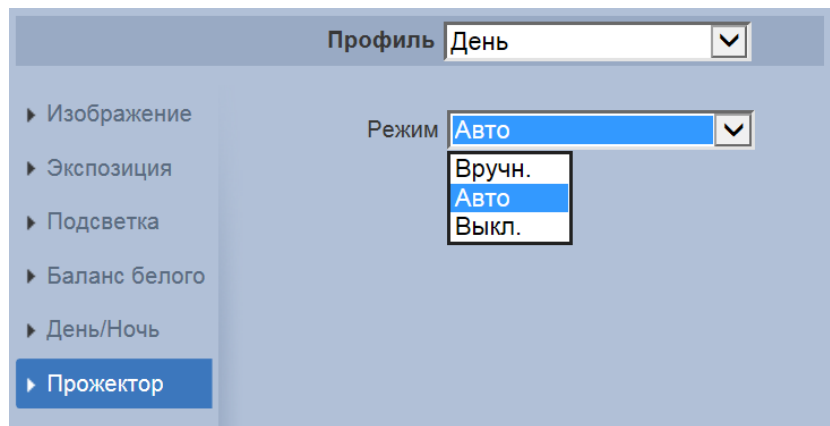 Профиль День
Изображение
Режим Авто
Вручн.
Экспозиция
Авто
Подсветка
Выкл.
Баланс белого
День/Ночь
Прожектор